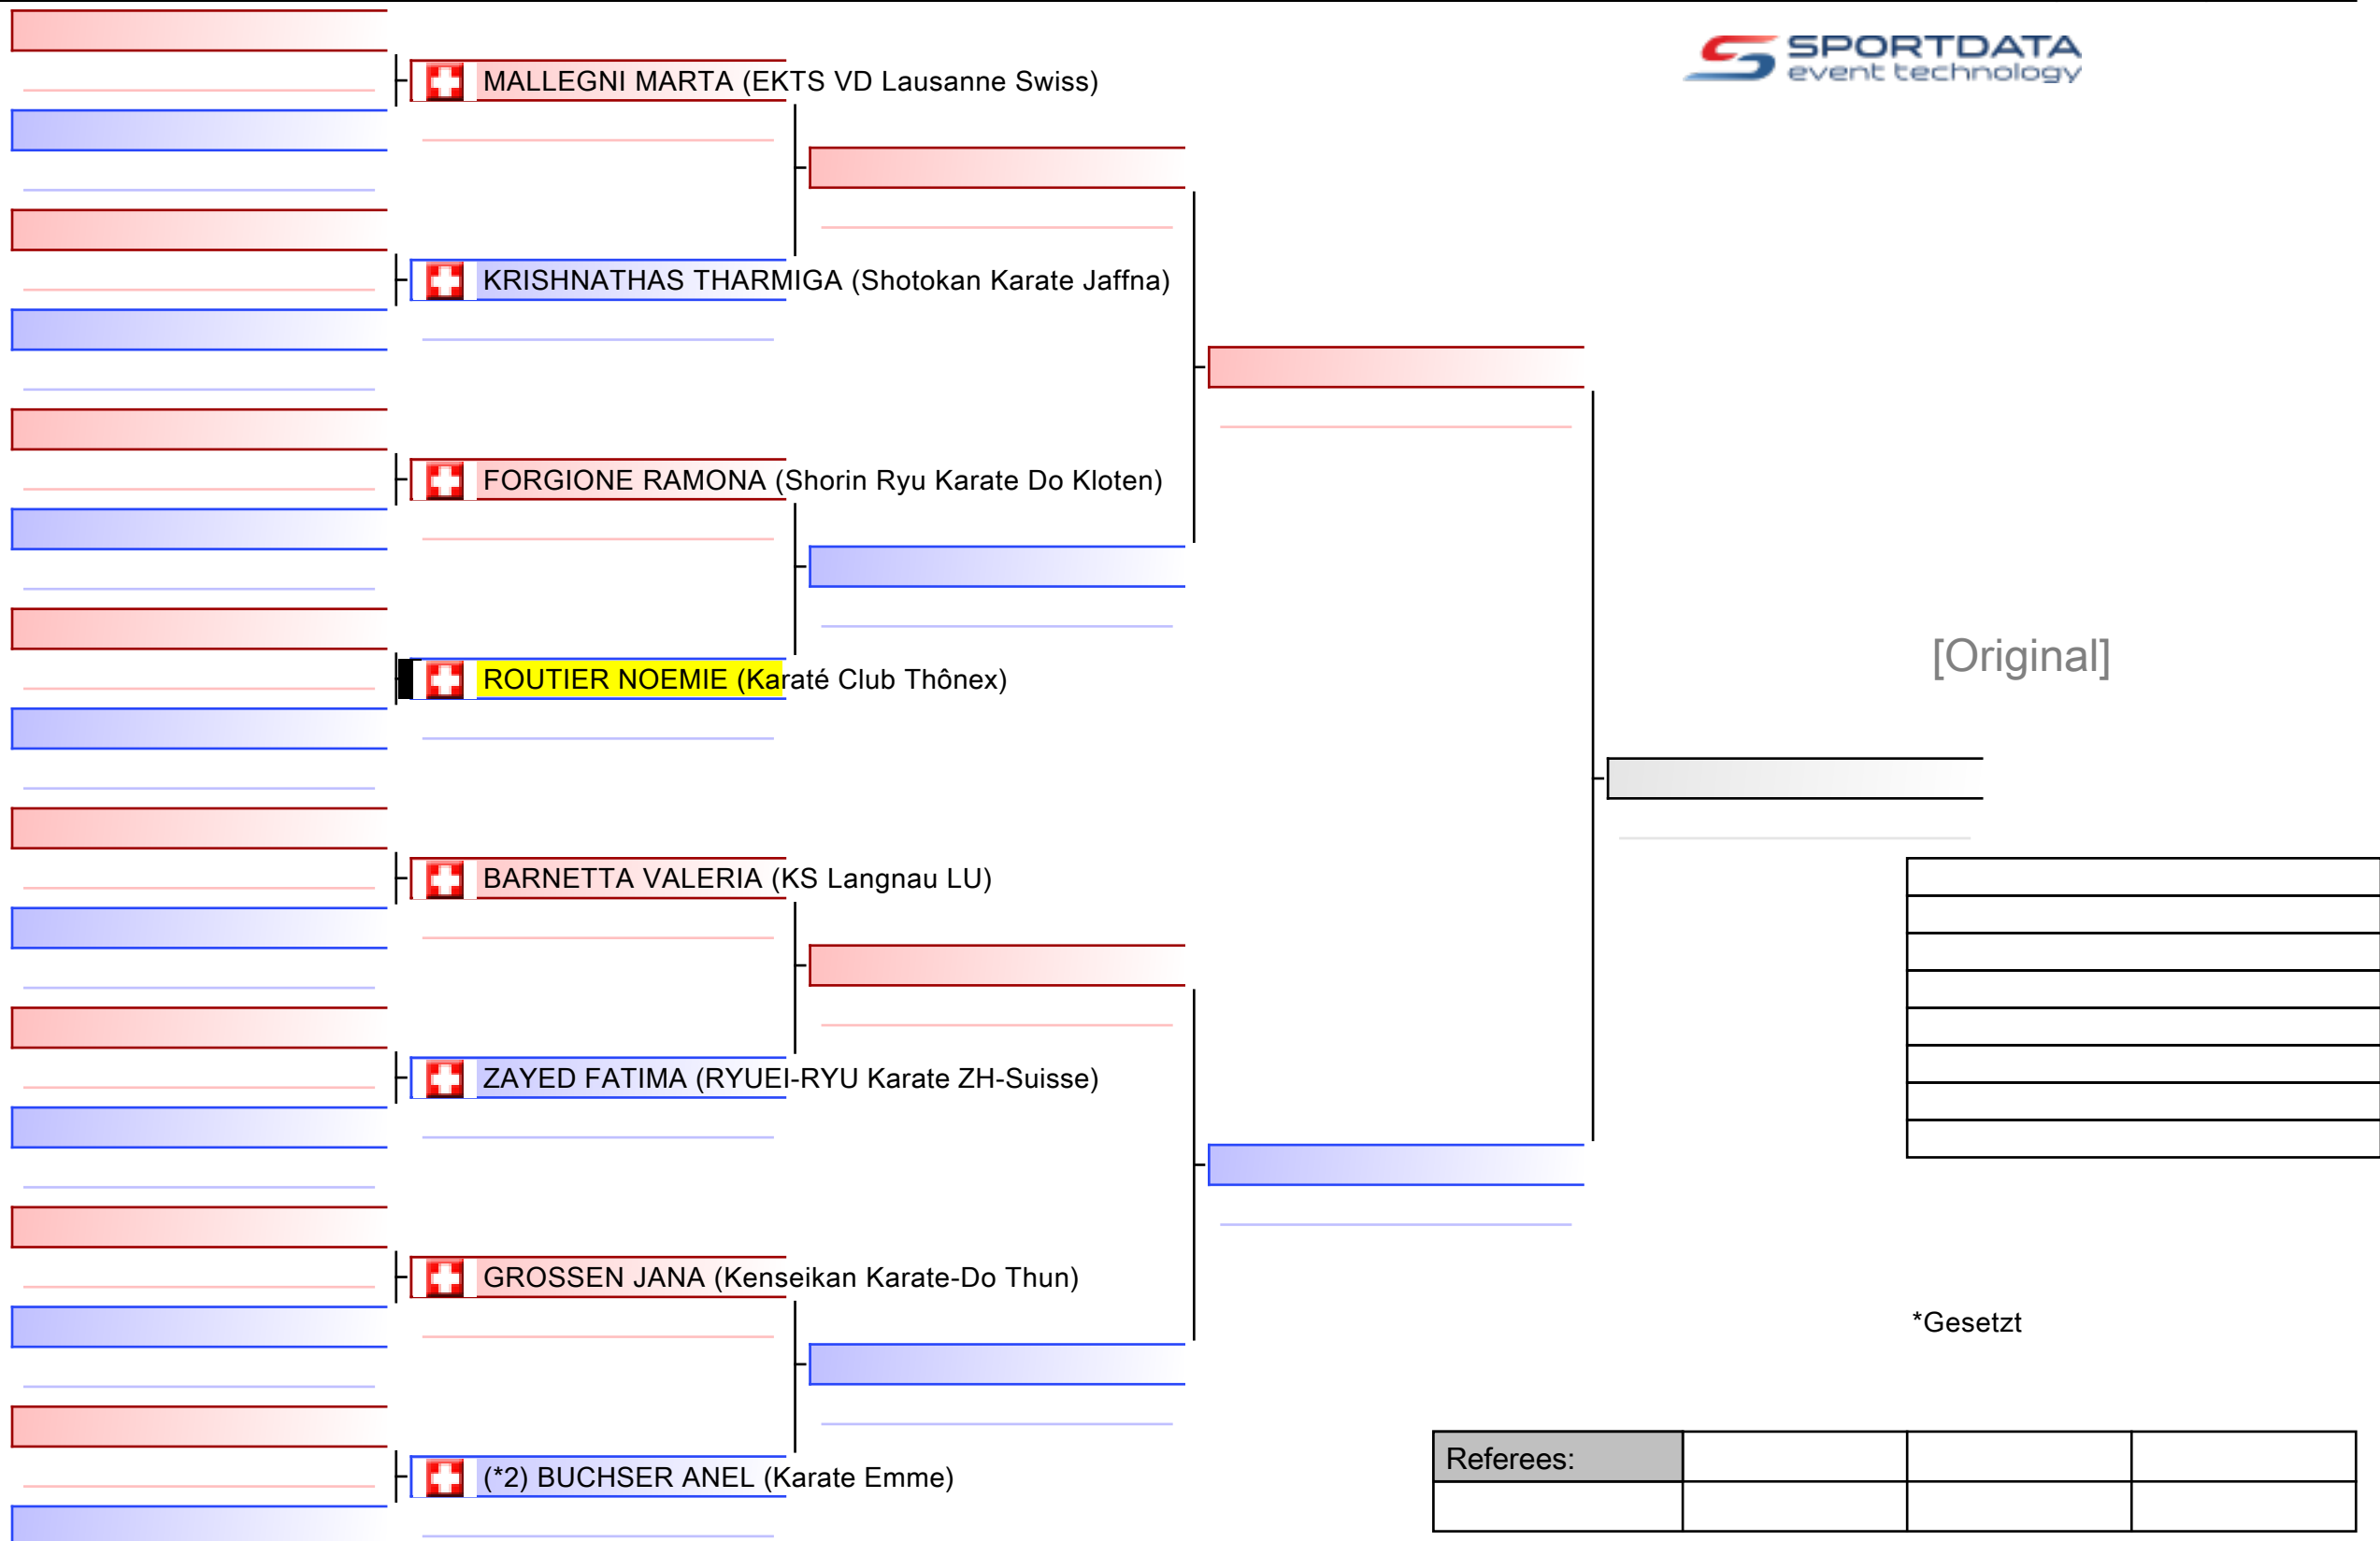 SPORTDATA
event technology
MALLEGNI MARTA (EKTS VD Lausanne Swiss)
KRISHNATHAS THARMIGA (Shotokan Karate Jaffna)
FORGIONE RAMONA (Shorin Ryu Karate Do Kloten)
[Original]
ROUTIER NOEMIE (Karaté Club Thônex)
BARNETTA VALERIA (KS Langnau LU)
ZAYED FATIMA (RYUEI-RYU Karate ZH-Suisse)
GROSSEN JANA (Kenseikan Karate-Do Thun)
*Gesetzt
Referees:
(*2) BUCHSER ANEL (Karate Emme)